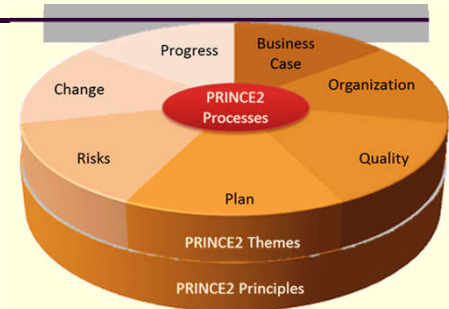 Progress
Business
Case
Organization
Change
PRINCE2
Processes
Risks
Quality
Plan
PRINCE2 Themes
PRINCE2 Principles